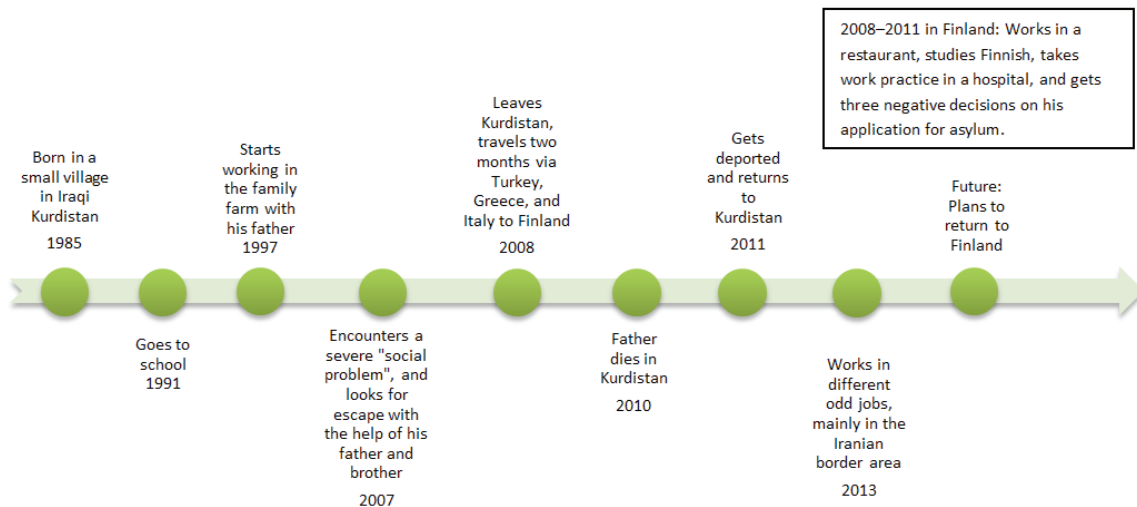 2008–2011 in Finland: Works in a
restaurant, studies Finnish, takes
work practice in a hospital, and gets
three negative decisions on his
application for asylum.
Born in a
small village
in Iraqi
Kurdistan
1985
Goes to
school
1991
Starts
working in
the family
farm with
his father
1997
Encounters a
severe "social
problem", and
looks for
escape with
the help of his
father and
brother
2007
Leaves
Kurdistan,
travels two
months via
Turkey,
Greece, and
Italy to Finland
2008
Father
dies in
Kurdistan
2010
Gets
deported
and returns
to
Kurdistan
2011
Works in
different
odd jobs,
mainly in the
Iranian
border area
2013
Future:
Plans to
return to
Finland